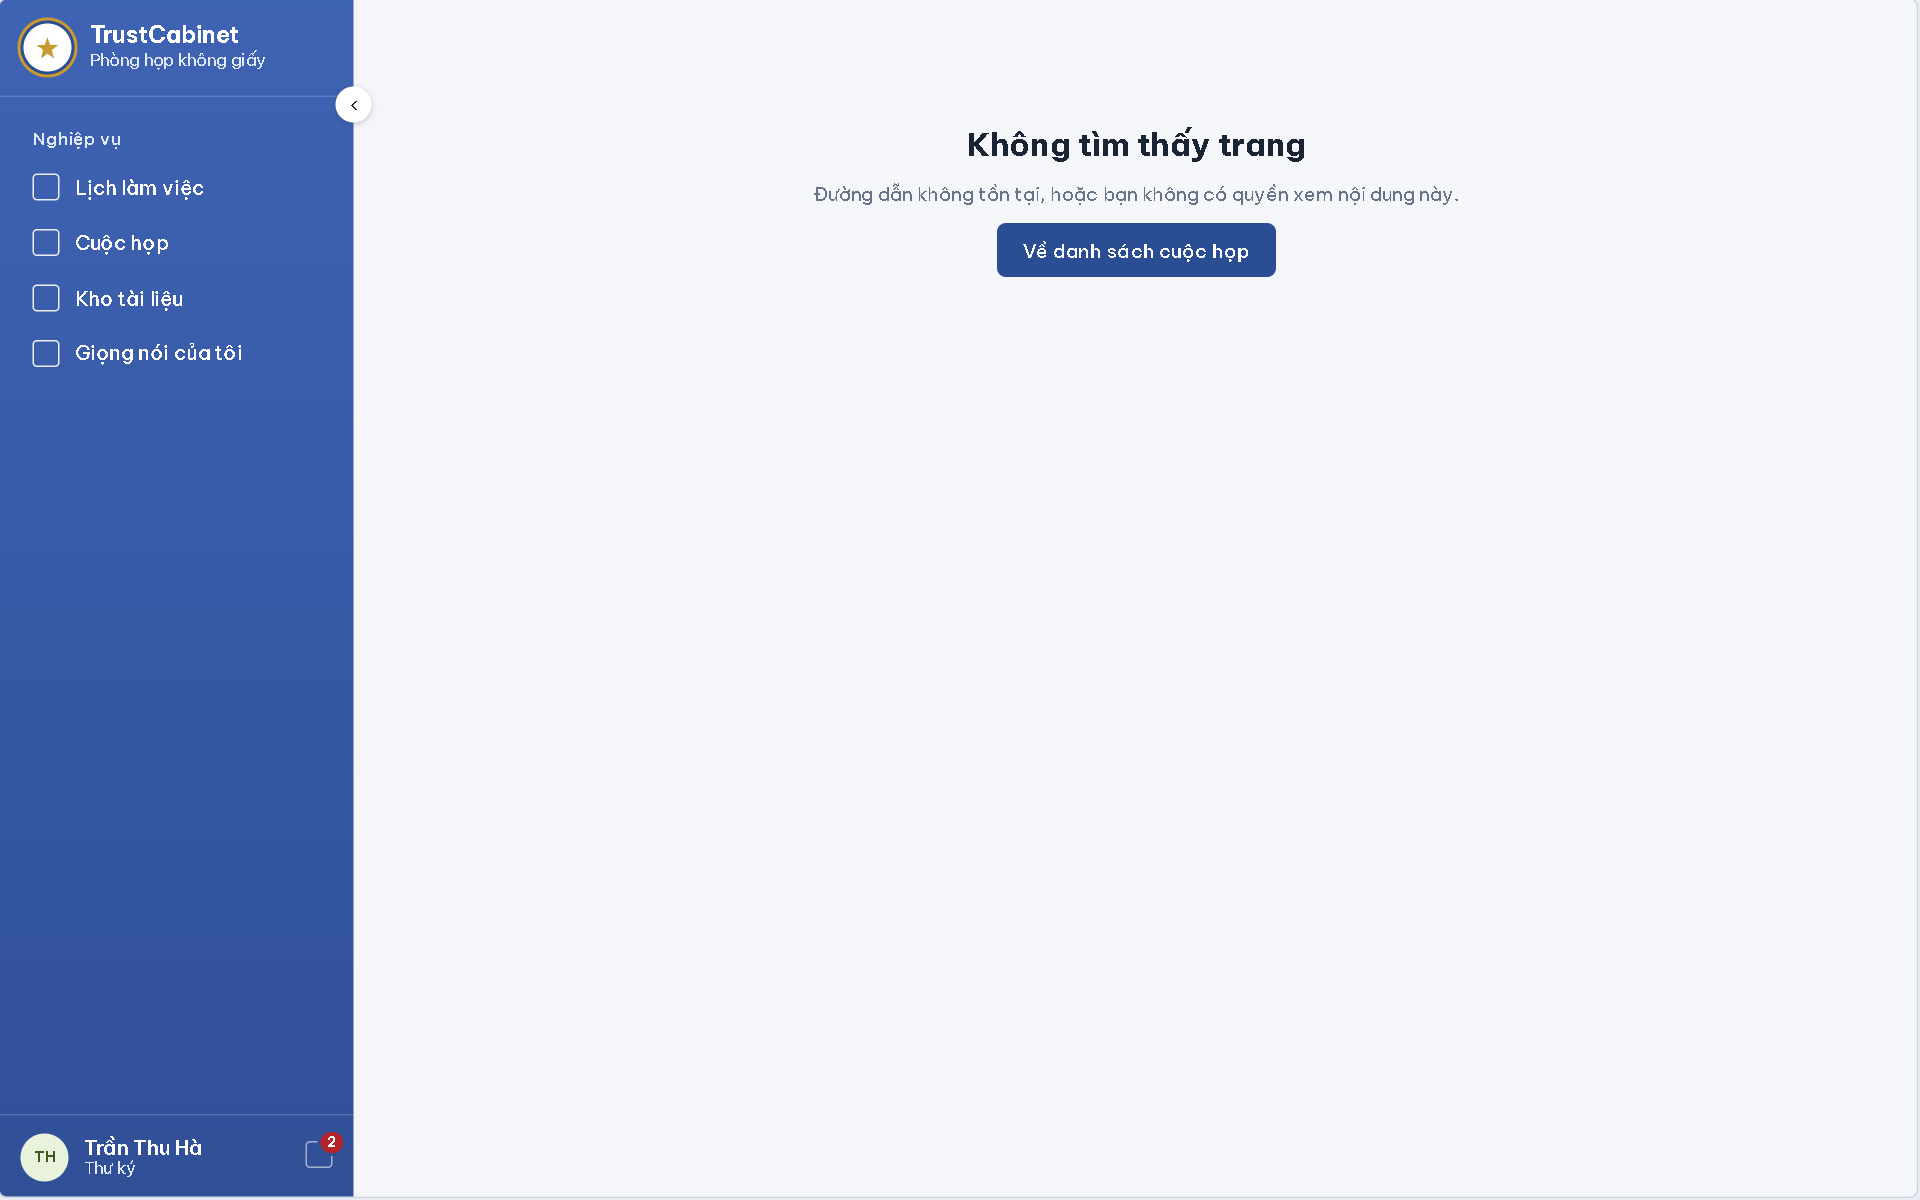 TrustCabinet
Phòng họp không giấy
Nghiệp vụ
Lịch làm việc
Cuộc họp
Kho tài liệu
Giọng nói của tôi
Không tìm thấy trang
Đường dẫn không tồn tại, hoặc bạn không có quyền xem nội dung này.
Về danh sách cuộc họp
TH
Trần Thu Hà
Thư ký
2